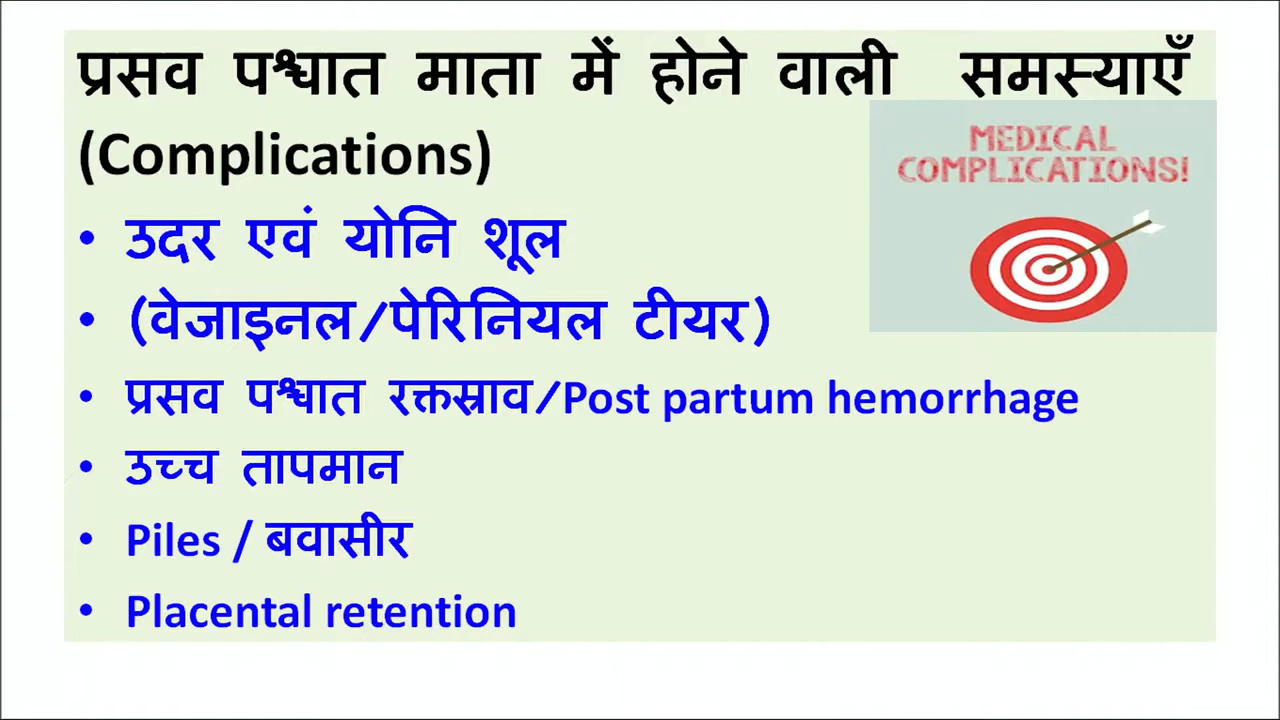 प्रसव पश्चात माता में होने वाली समस्याएँ
(Complications)
MEDICAL
COMPLICATIONS!
• उदर एवं योनि शूल
• (वेजाइनल/पेरिनियल टीयर)
• प्रसव पश्चात रक्तस्राव/Post partum hemorrhage
• उच्च तापमान
• Piles / बवासीर
• Placental retention